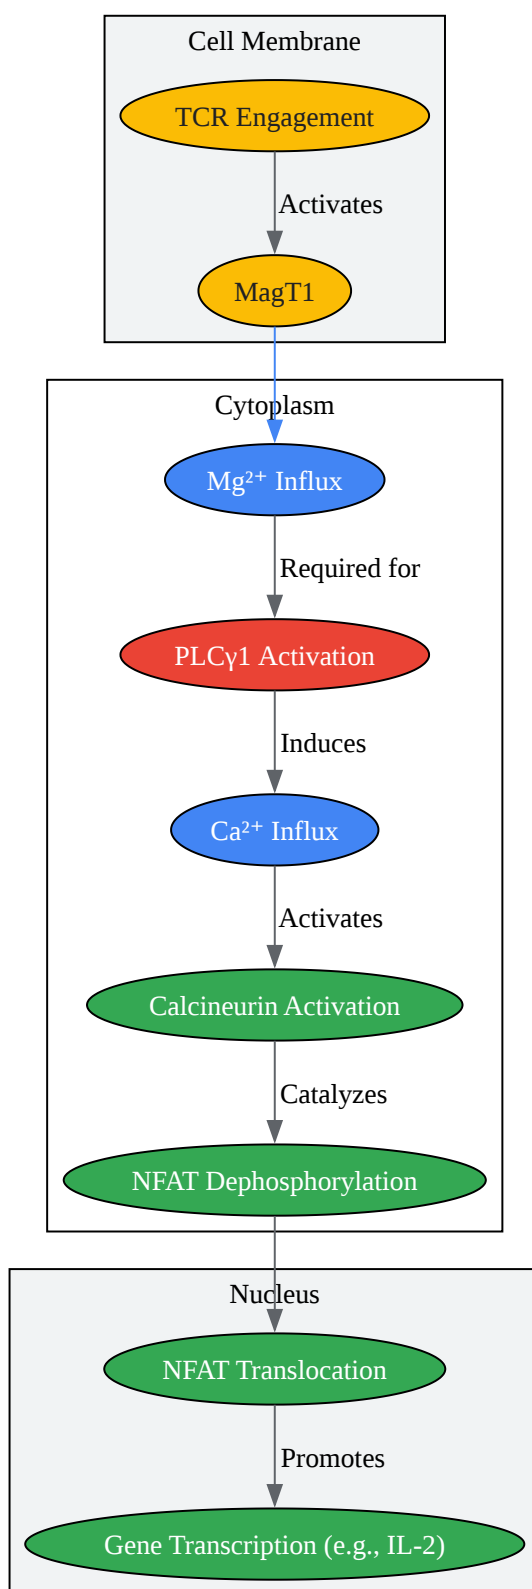 Cell Membrane
TCR Engagement
Activates
MagT1
Cytoplasm
Mg²⁺ Influx
Required for
PLCγ1 Activation
Induces
Ca²⁺ Influx
Activates
Calcineurin Activation
Catalyzes
NFAT Dephosphorylation
Nucleus
NFAT Translocation
Promotes
Gene Transcription (e.g., IL-2)